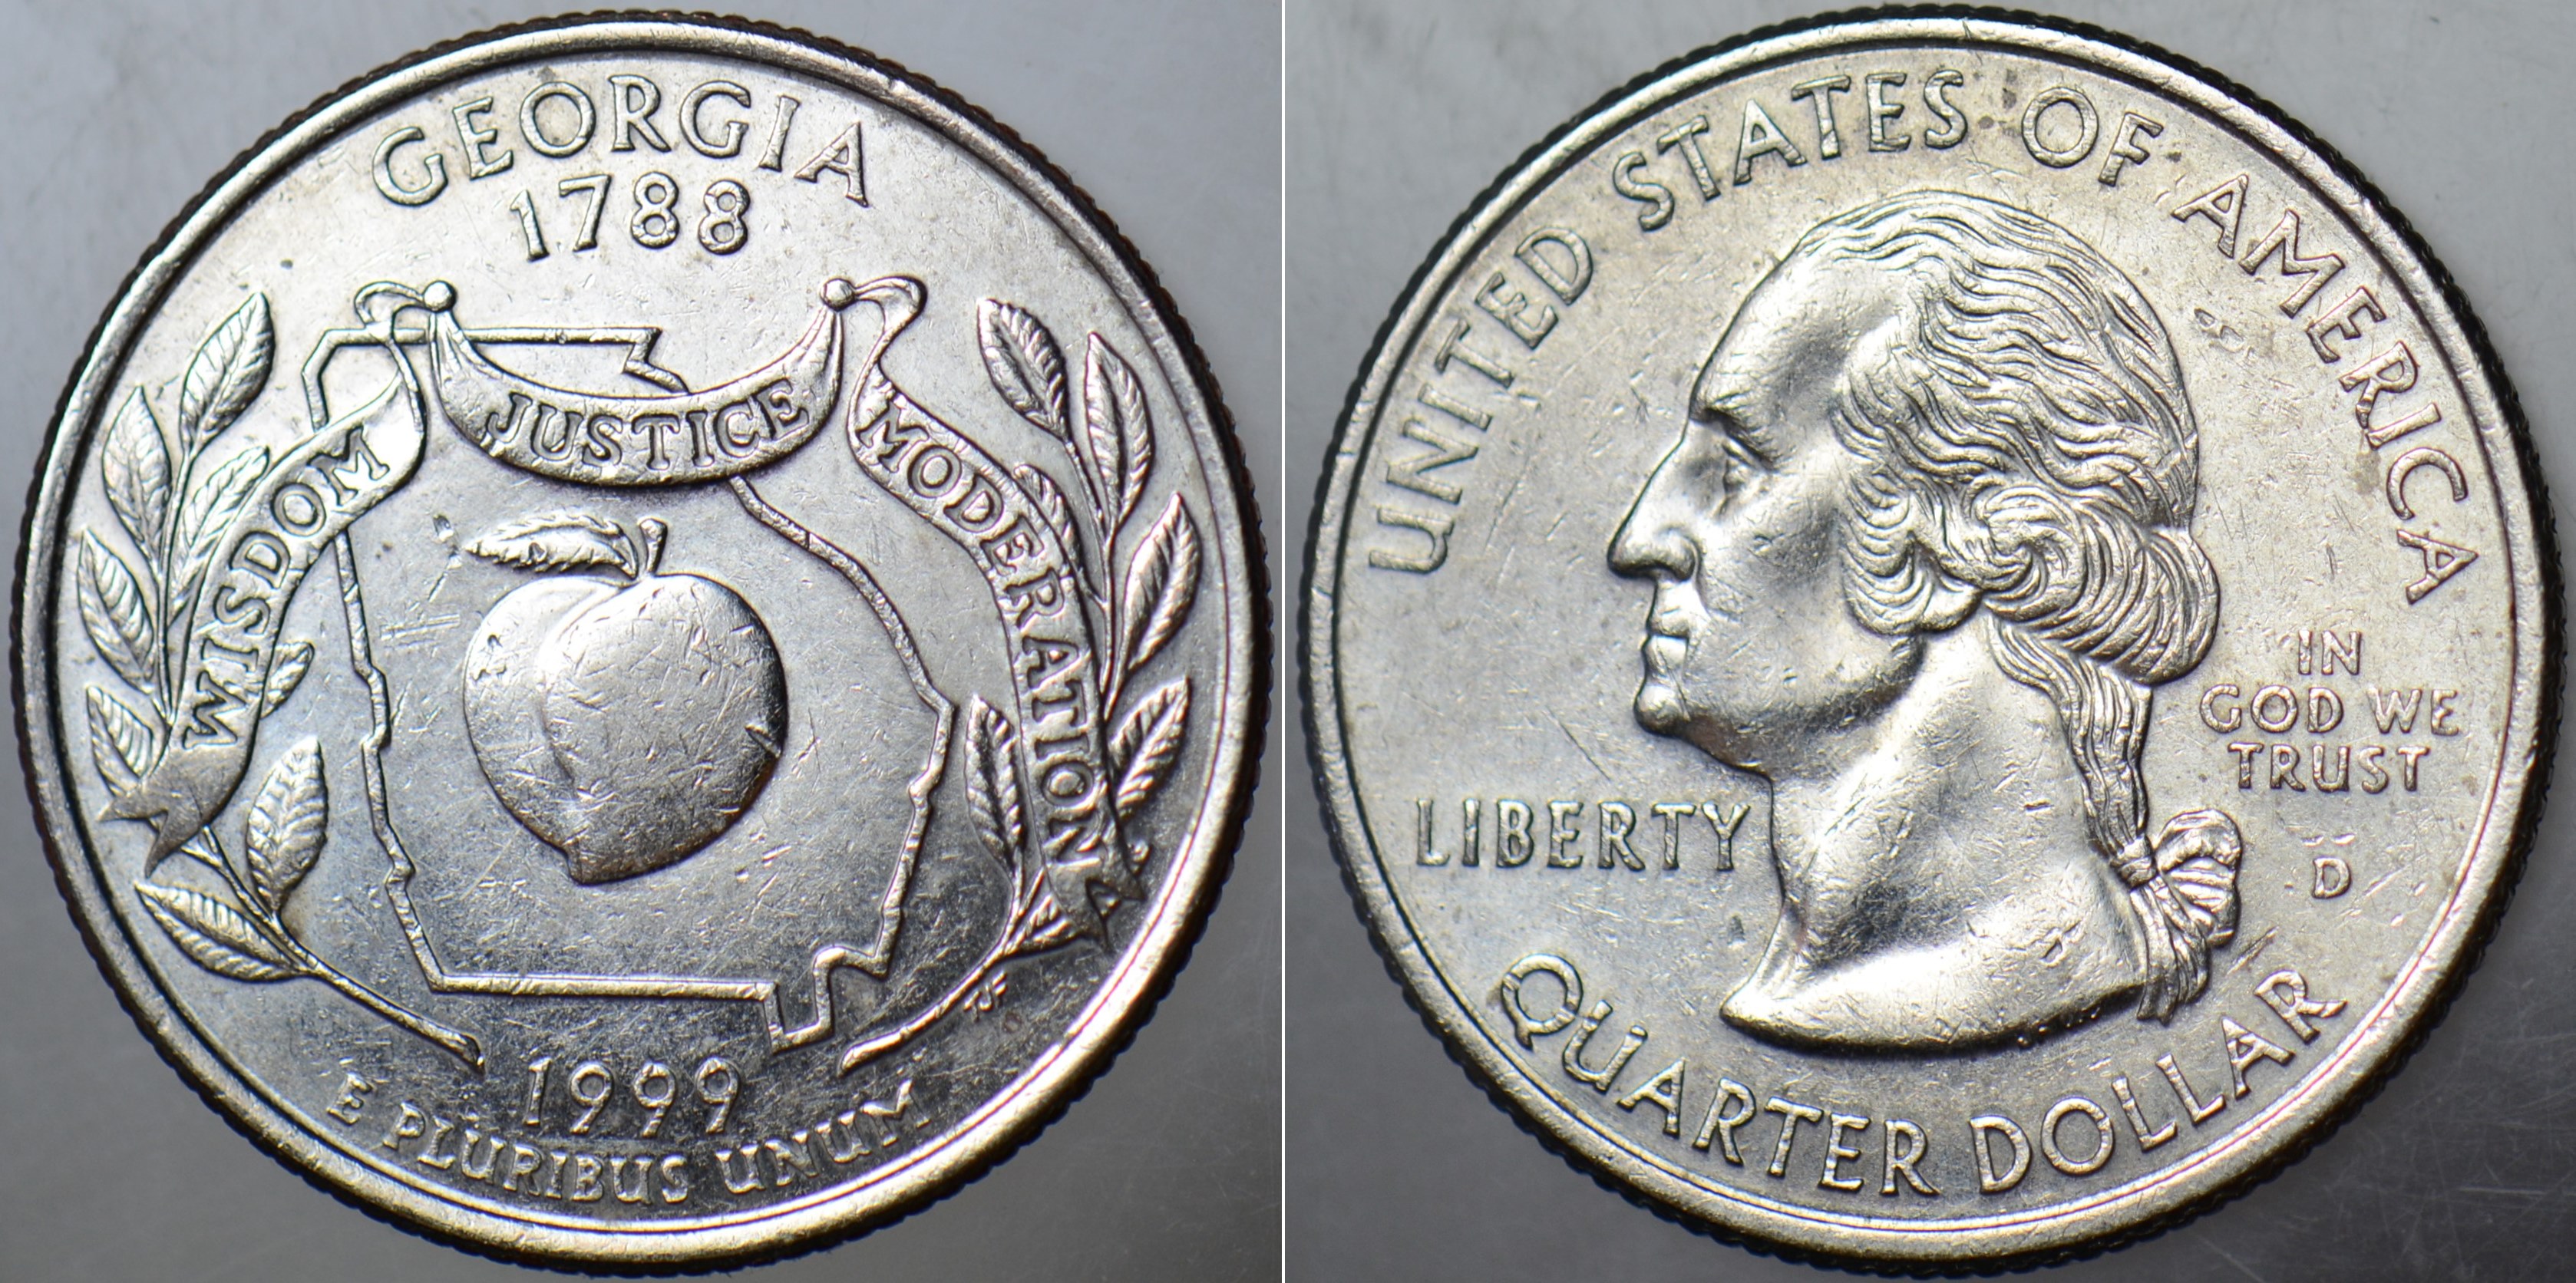 GEORGIA
1788
WISDOM
JUSTICE
MODERATION
TJF
1999
E PLURIBUS UNUM
UNITED STATES OF AMERICA
IN
GOD WE
TRUST
LIBERTY
D
QUARTER DOLLAR